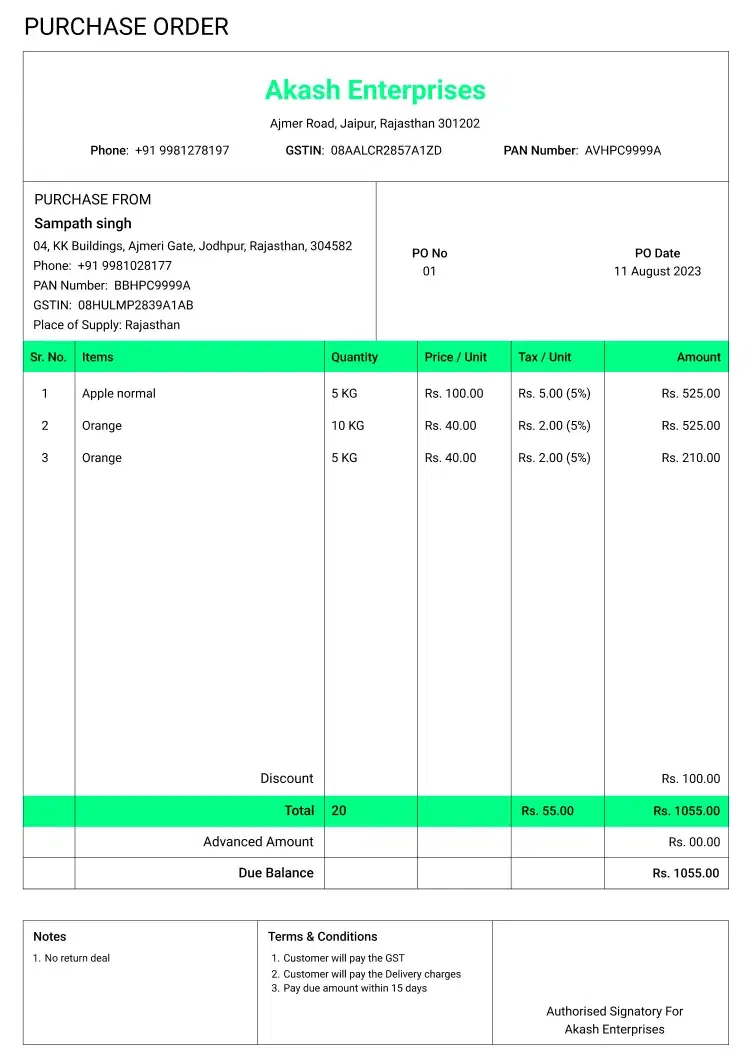 PURCHASE ORDER
Akash Enterprises
Ajmer Road, Jaipur, Rajasthan 301202
Phone: +91 9981278197 GSTIN: 08AALCR2857A1ZD PAN Number: AVHPC9999A
PURCHASE FROM
Sampath singh
04, KK Buildings, Ajmeri Gate, Jodhpur, Rajasthan, 304582
Phone: +91 9981028177
PAN Number: BBHPC9999A
GSTIN: 08HULMP2839A1AB
Place of Supply: Rajasthan
PO No PO Date
01 11 August 2023
Sr. No. Items Quantity Price / Unit Tax / Unit Amount
1 Apple normal 5 KG Rs. 100.00 Rs. 5.00 (5%) Rs. 525.00
2 Orange 10 KG Rs. 40.00 Rs. 2.00 (5%) Rs. 525.00
3 Orange 5 KG Rs. 40.00 Rs. 2.00 (5%) Rs. 210.00
Discount Rs. 100.00
Total 20 Rs. 55.00 Rs. 1055.00
Advanced Amount Rs. 00.00
Due Balance Rs. 1055.00
Notes
1. No return deal
Terms & Conditions
1. Customer will pay the GST
2. Customer will pay the Delivery charges
3. Pay due amount within 15 days
Authorised Signatory For
Akash Enterprises